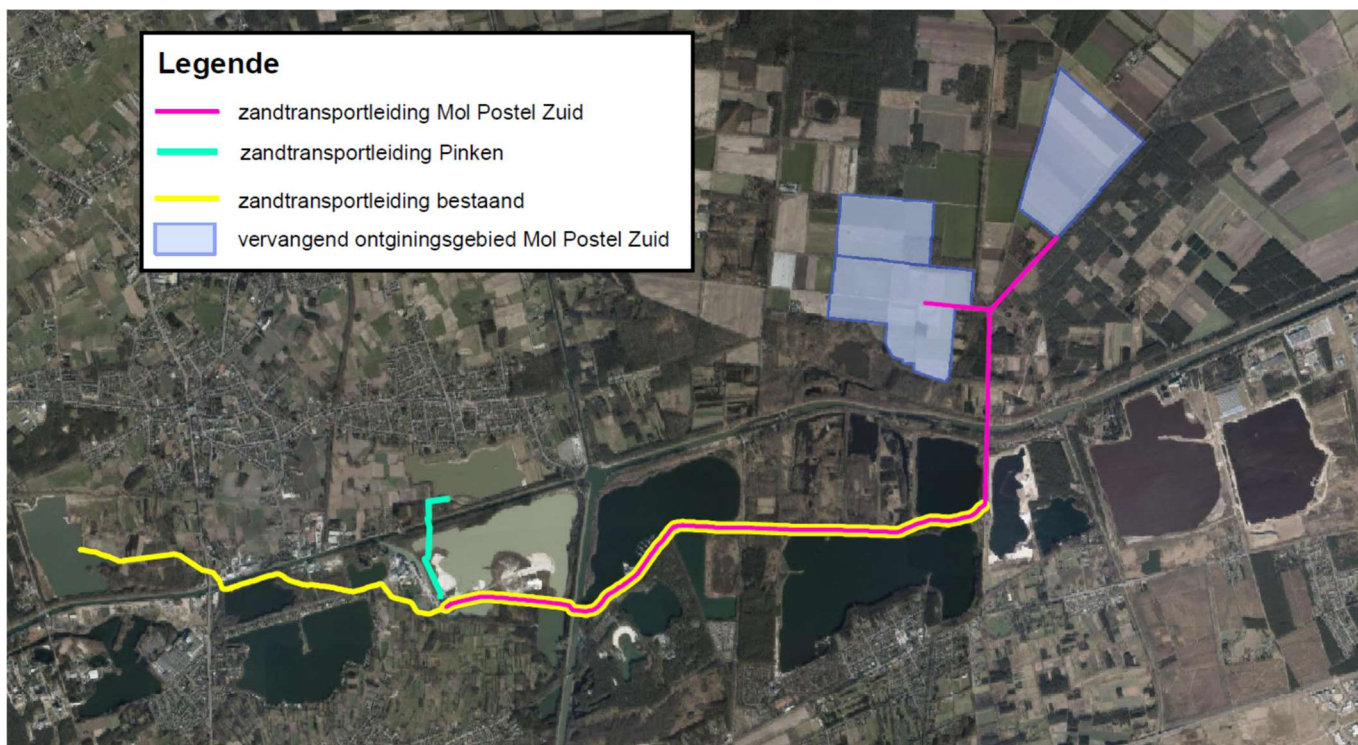 Legende
zandtransportleiding Mol Postel Zuid
zandtransportleiding Pinken
zandtransportleiding bestaand
vervangend ontginingsgebied Mol Postel Zuid